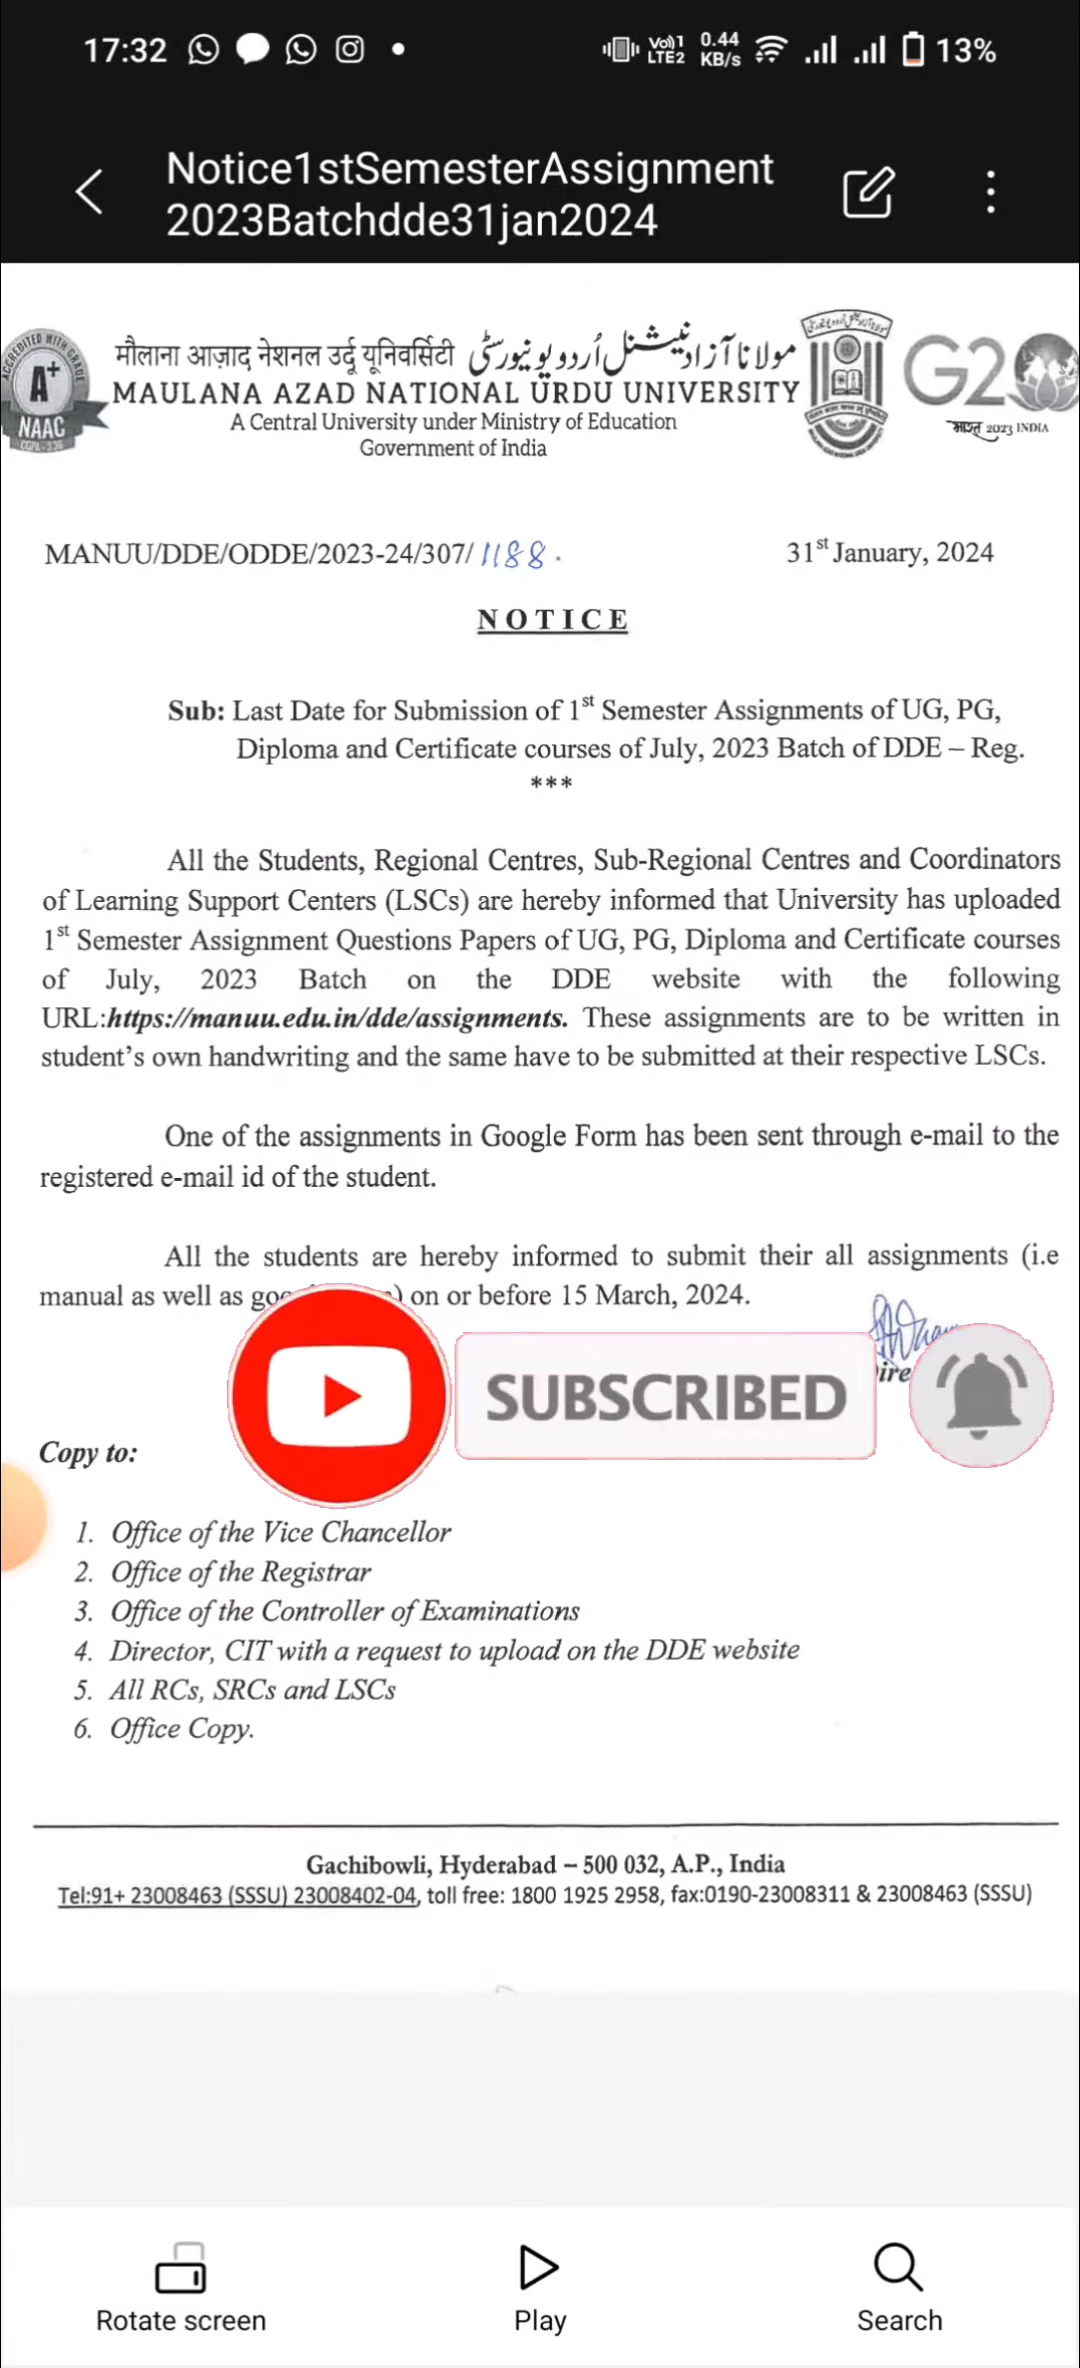 17:32
Vo)) 1
LTE2
0.44
KB/s
13%
Notice1stSemesterAssignment
2023Batchdde31jan2024
ACCREDITED WITH GRADE
A+
NAAC
मौलाना आज़ाद नेशनल उर्दू यूनिवर्सिटी مولانا آزاد نیشنل اُردو یونیورسٹی
MAULANA AZAD NATIONAL URDU UNIVERSITY
A Central University under Ministry of Education
Government of India
G20
भारत 2023 INDIA
MANUU/DDE/ODDE/2023-24/307/ 1188. 31st January, 2024
NOTICE
Sub: Last Date for Submission of 1st Semester Assignments of UG, PG,
Diploma and Certificate courses of July, 2023 Batch of DDE – Reg.
***
All the Students, Regional Centres, Sub-Regional Centres and Coordinators
of Learning Support Centers (LSCs) are hereby informed that University has uploaded
1st Semester Assignment Questions Papers of UG, PG, Diploma and Certificate courses
of July, 2023 Batch on the DDE website with the following
URL:https://manuu.edu.in/dde/assignments. These assignments are to be written in
student's own handwriting and the same have to be submitted at their respective LSCs.
One of the assignments in Google Form has been sent through e-mail to the
registered e-mail id of the student.
All the students are hereby informed to submit their all assignments (i.e
manual as well as ) on or before 15 March, 2024.
SUBSCRIBED
Copy to:
1. Office of the Vice Chancellor
2. Office of the Registrar
3. Office of the Controller of Examinations
4. Director, CIT with a request to upload on the DDE website
5. All RCs, SRCs and LSCs
6. Office Copy.
Gachibowli, Hyderabad – 500 032, A.P., India
Tel:91+ 23008463 (SSSU) 23008402-04, toll free: 1800 1925 2958, fax:0190-23008311 & 23008463 (SSSU)
Rotate screen
Play
Search